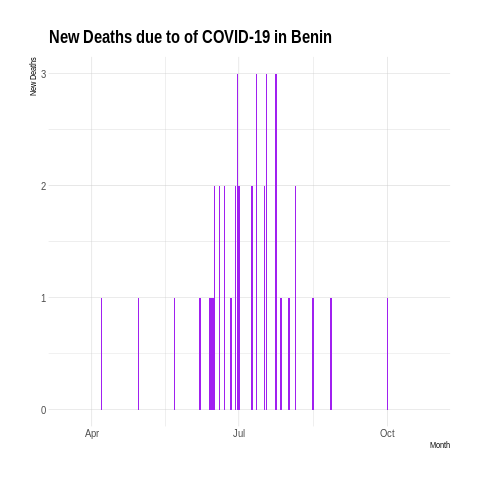 New Deaths due to of COVID-19 in Benin
New Deaths
3
2
1
0
Apr
Jul
Oct
Month